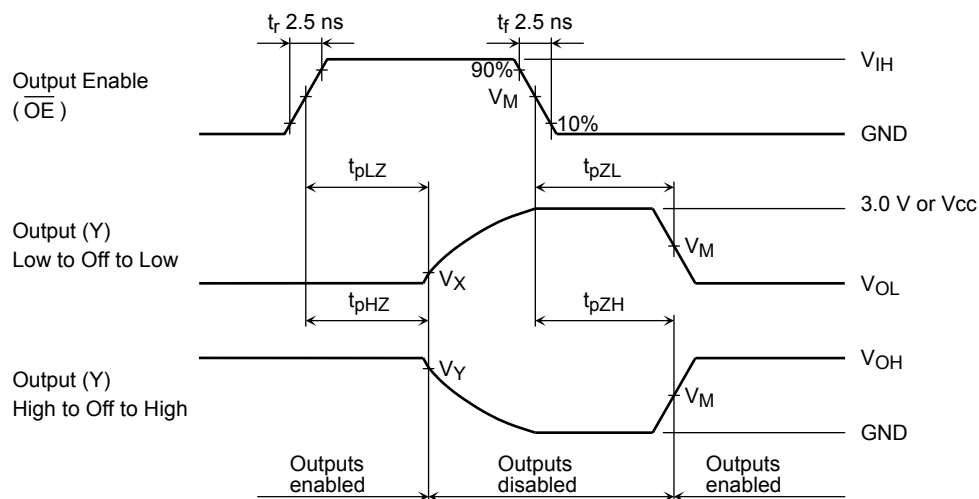 tr 2.5 ns
tf 2.5 ns
Output Enable
( OE )
90%
VM
10%
VIH
GND
tpLZ
tpZL
3.0 V or Vcc
Output (Y)
Low to Off to Low
VX
VM
VOL
tpHZ
tpZH
Output (Y)
High to Off to High
VY
VM
VOH
GND
Outputs
enabled
Outputs
disabled
Outputs
enabled